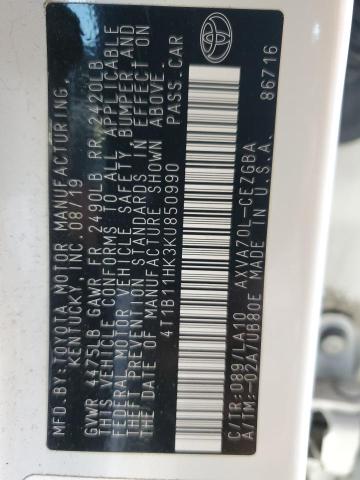 MFD.BY:TOYOTA MOTOR MANUFACTURING,
KENTUCKY, INC.08/19
GVWR 4475LB GAWR FR 2490LB RR 2420LB
THIS VEHICLE CONFORMS TO ALL APPLICABLE
FEDERAL MOTOR VEHICLE SAFETY, BUMPER AND
THEFT PREVENTION STANDARDS IN EFFECT ON
THE DATE OF MANUFACTURE SHOWN ABOVE.
4T1B11HK3KU850990 PASS.CAR
C/TR:089/LA10 AXVA70L-CEZGBA
A/TM:-02A/UB80E MADE IN U.S.A. 86716